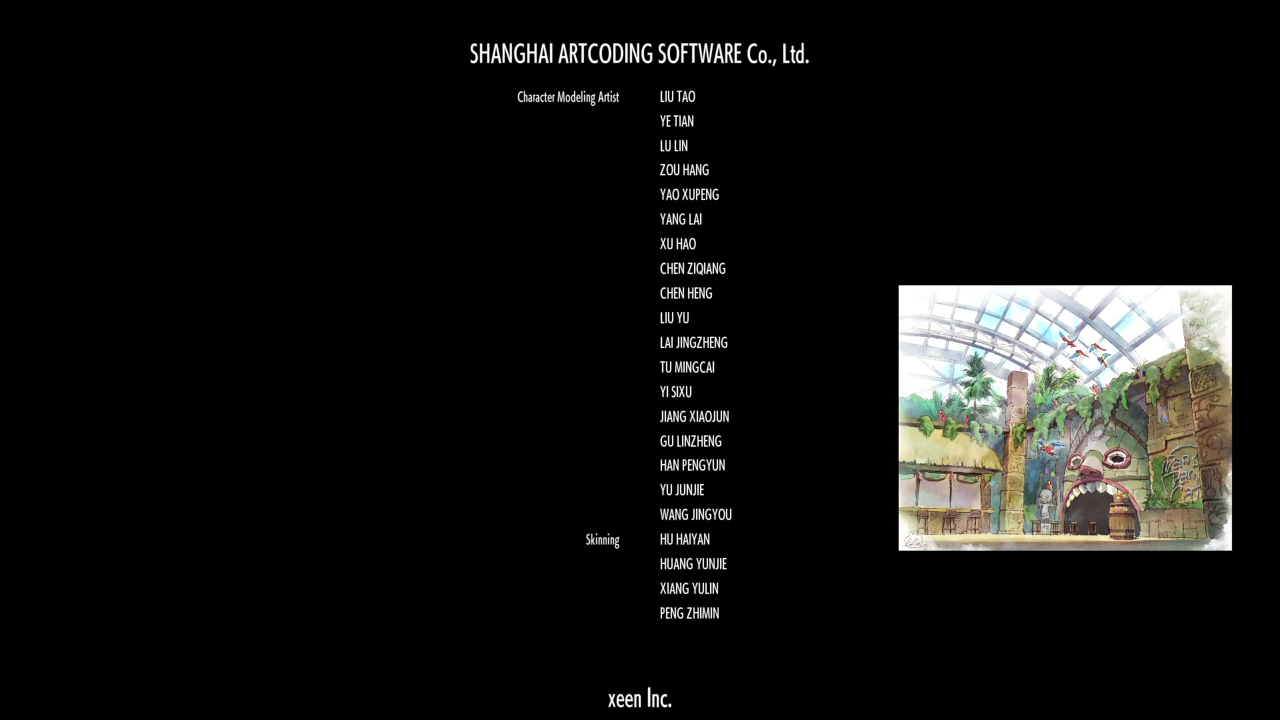 SHANGHAI ARTCODING SOFTWARE Co., Ltd.
Character Modeling Artist LIU TAO
YE TIAN
LU LIN
ZOU HANG
YAO XUPENG
YANG LAI
XU HAO
CHEN ZIQIANG
CHEN HENG
LIU YU
LAI JINGZHENG
TU MINGCAI
YI SIXU
JIANG XIAOJUN
GU LINZHENG
HAN PENGYUN
YU JUNJIE
WANG JINGYOU
Skinning HU HAIYAN
HUANG YUNJIE
XIANG YULIN
PENG ZHIMIN
xeen Inc.